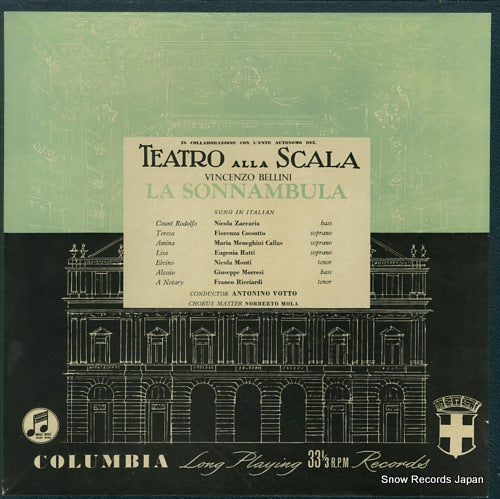 IN COLLABORAZIONE CON L'ENTE AUTONOMO DEL
TEATRO ALLA SCALA
VINCENZO BELLINI
LA SONNAMBULA
SUNG IN ITALIAN
Count Rodolfo Nicola Zaccaria bass
Teresa Fiorenza Cossotto soprano
Amina Maria Meneghini Callas soprano
Lisa Eugenia Ratti soprano
Elvino Nicola Monti tenor
Alessio Giuseppe Morresi bass
A Notary Franco Ricciardi tenor
CONDUCTOR ANTONINO VOTTO
CHORUS MASTER NORBERTO MOLA
COLUMBIA Long Playing 33 1/3 R.P.M Records
Snow Records Japan